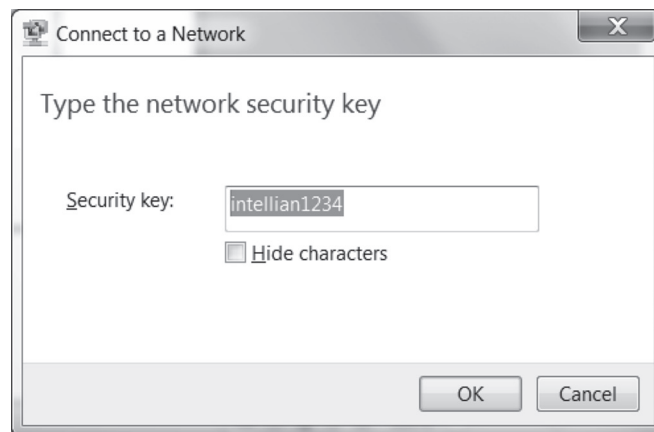 Connect to a Network
Type the network security key
Security key:
intellian1234
Hide characters
OK
Cancel